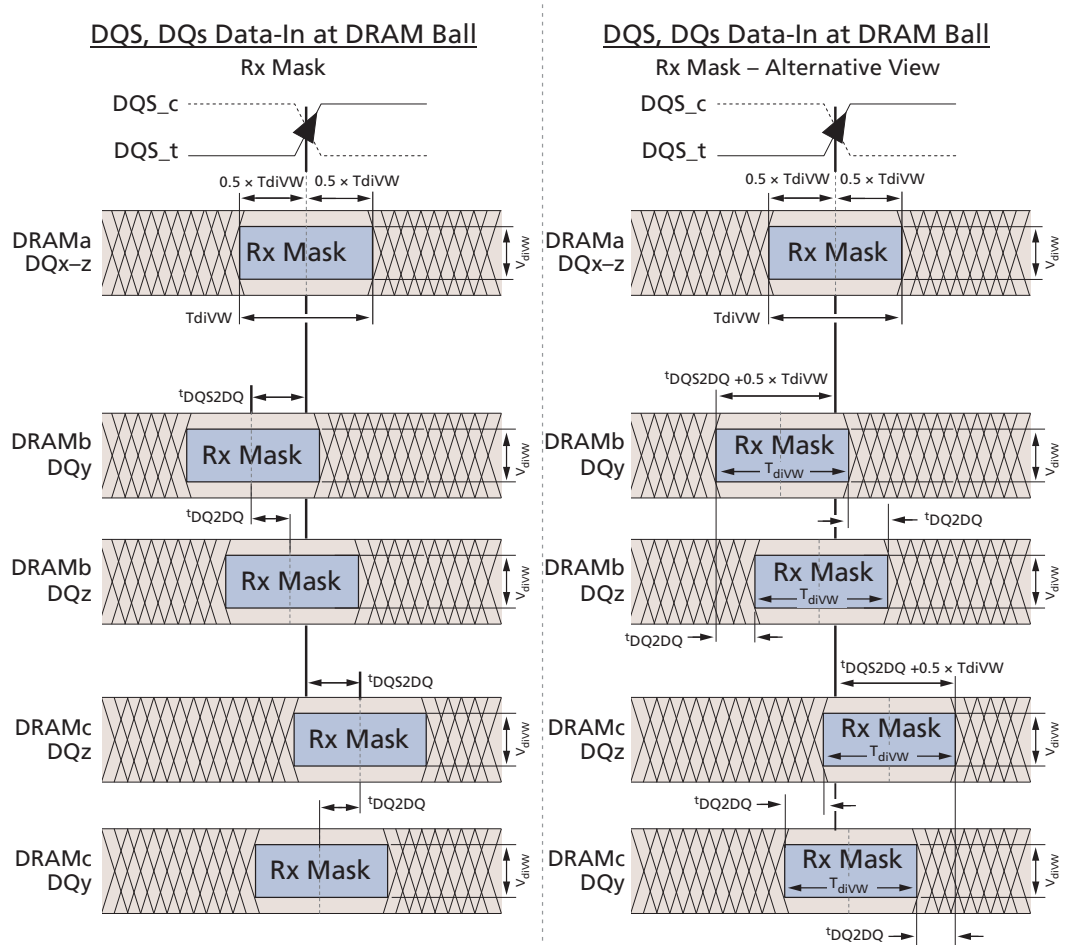 DQS, DQs Data-In at DRAM Ball
Rx Mask
DQS_c
DQS_t
0.5 × TdiVW
0.5 × TdiVW
DRAMa
DQx–z
Rx Mask
VdiVW
TdiVW
tDQS2DQ
DRAMb
DQy
Rx Mask
VdiVW
tDQ2DQ
DRAMb
DQz
Rx Mask
VdiVW
tDQS2DQ
DRAMc
DQz
Rx Mask
VdiVW
tDQ2DQ
DRAMc
DQy
Rx Mask
VdiVW
DQS, DQs Data-In at DRAM Ball
Rx Mask – Alternative View
DQS_c
DQS_t
0.5 × TdiVW
0.5 × TdiVW
DRAMa
DQx–z
Rx Mask
VdiVW
TdiVW
tDQS2DQ +0.5 × TdiVW
DRAMb
DQy
Rx Mask
TdiVW
VdiVW
tDQ2DQ
DRAMb
DQz
Rx Mask
TdiVW
VdiVW
tDQ2DQ
tDQS2DQ +0.5 × TdiVW
DRAMc
DQz
Rx Mask
TdiVW
VdiVW
tDQ2DQ
DRAMc
DQy
Rx Mask
TdiVW
VdiVW
tDQ2DQ